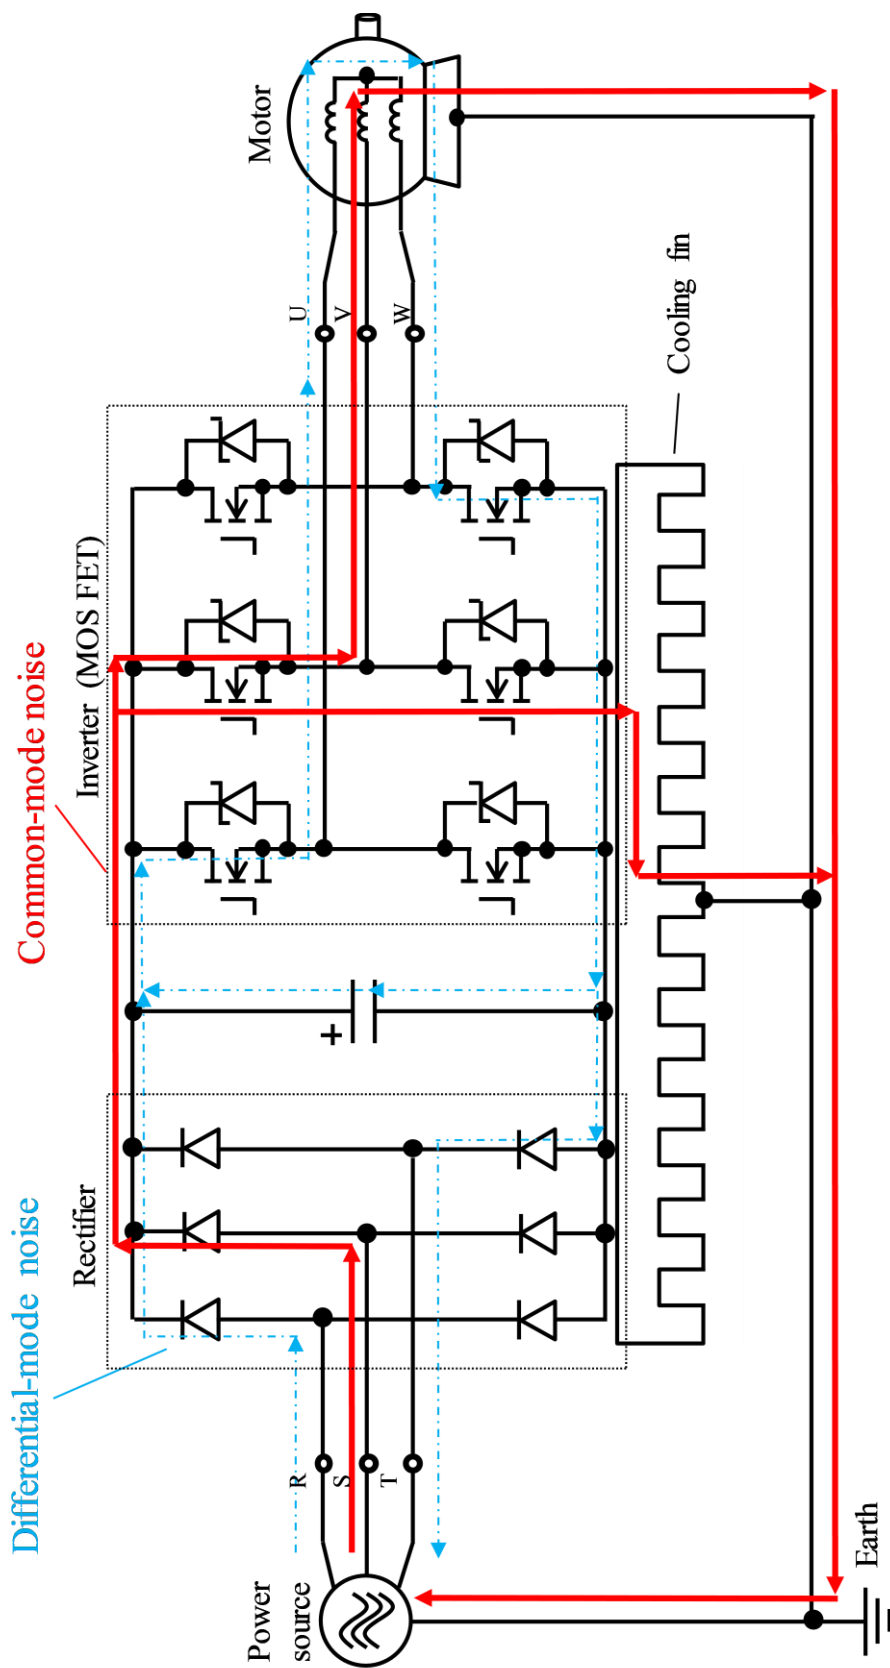 Differential-mode noise
Common-mode noise
Rectifier
Inverter (MOS FET)
Motor
Power
source
R
S
T
+
U
V
W
Cooling fin
Earth